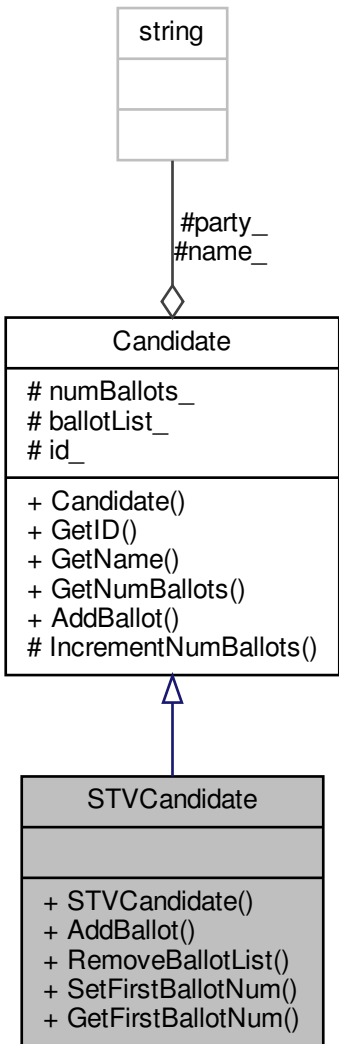 string
#party_
#name_
Candidate
# numBallots_
# ballotList_
# id_
+ Candidate()
+ GetID()
+ GetName()
+ GetNumBallots()
+ AddBallot()
# IncrementNumBallots()
STVCandidate
+ STVCandidate()
+ AddBallot()
+ RemoveBallotList()
+ SetFirstBallotNum()
+ GetFirstBallotNum()